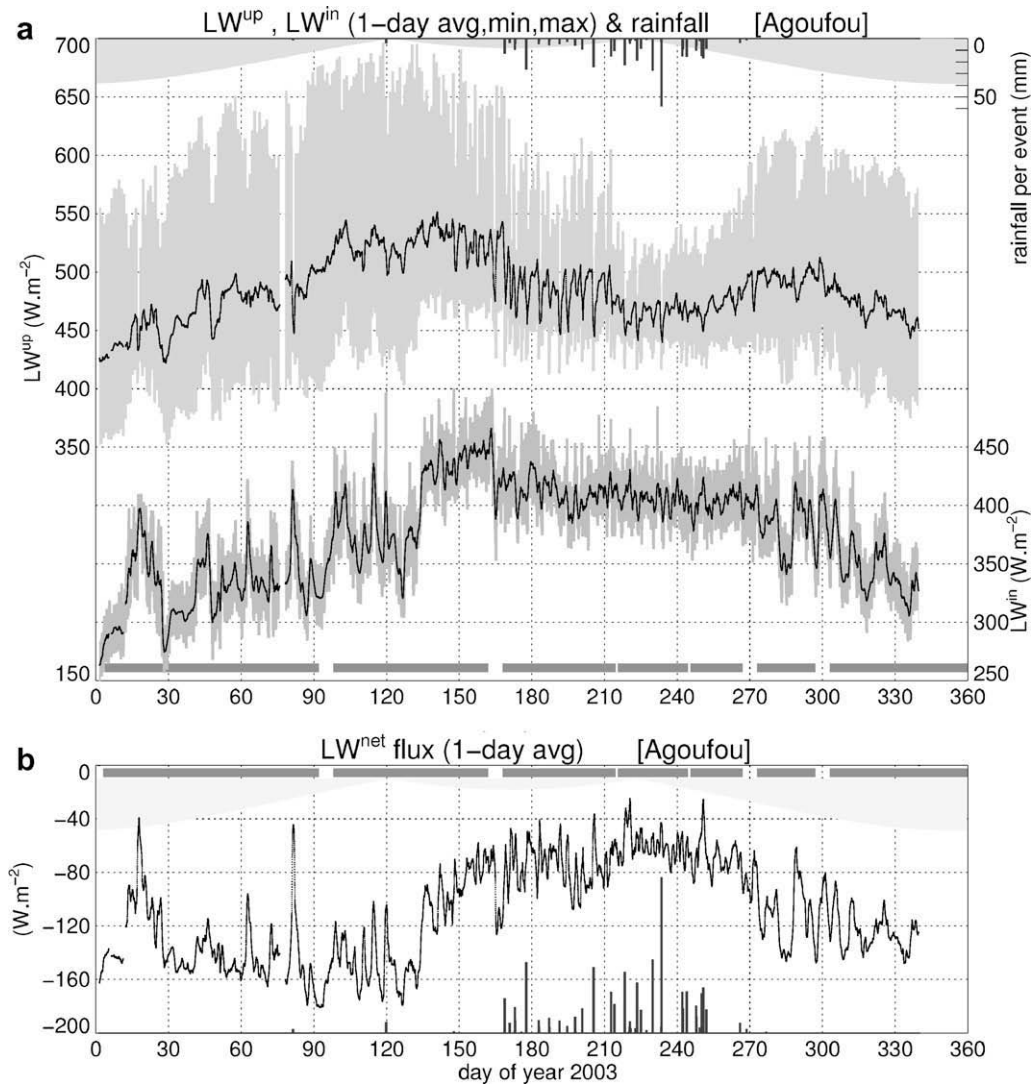 a
LW^up , LW^in (1−day avg,min,max) & rainfall [Agoufou]
700
650
600
550
500
450
400
350
150
LW^up (W.m^−2)
0
50
rainfall per event (mm)
450
400
350
300
250
LW^in (W.m^−2)
0 30 60 90 120 150 180 210 240 270 300 330 360
b
LW^net flux (1−day avg) [Agoufou]
0
−40
−80
−120
−160
−200
(W.m^−2)
0 30 60 90 120 150 180 210 240 270 300 330 360
day of year 2003